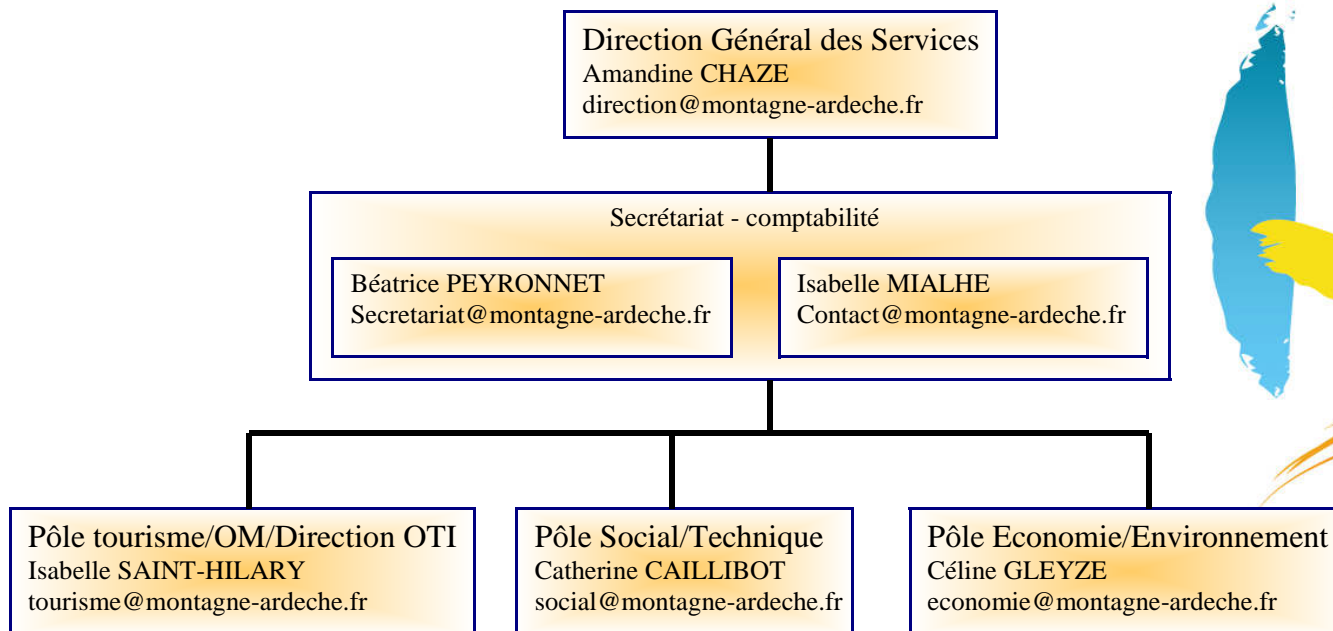 Direction Général des Services
Amandine CHAZE
direction@montagne-ardeche.fr
Secrétariat - comptabilité
Béatrice PEYRONNET
Secretariat@montagne-ardeche.fr
Isabelle MIALHE
Contact@montagne-ardeche.fr
Pôle tourisme/OM/Direction OTI
Isabelle SAINT-HILARY
tourisme@montagne-ardeche.fr
Pôle Social/Technique
Catherine CAILLIBOT
social@montagne-ardeche.fr
Pôle Economie/Environnement
Céline GLEYZE
economie@montagne-ardeche.fr